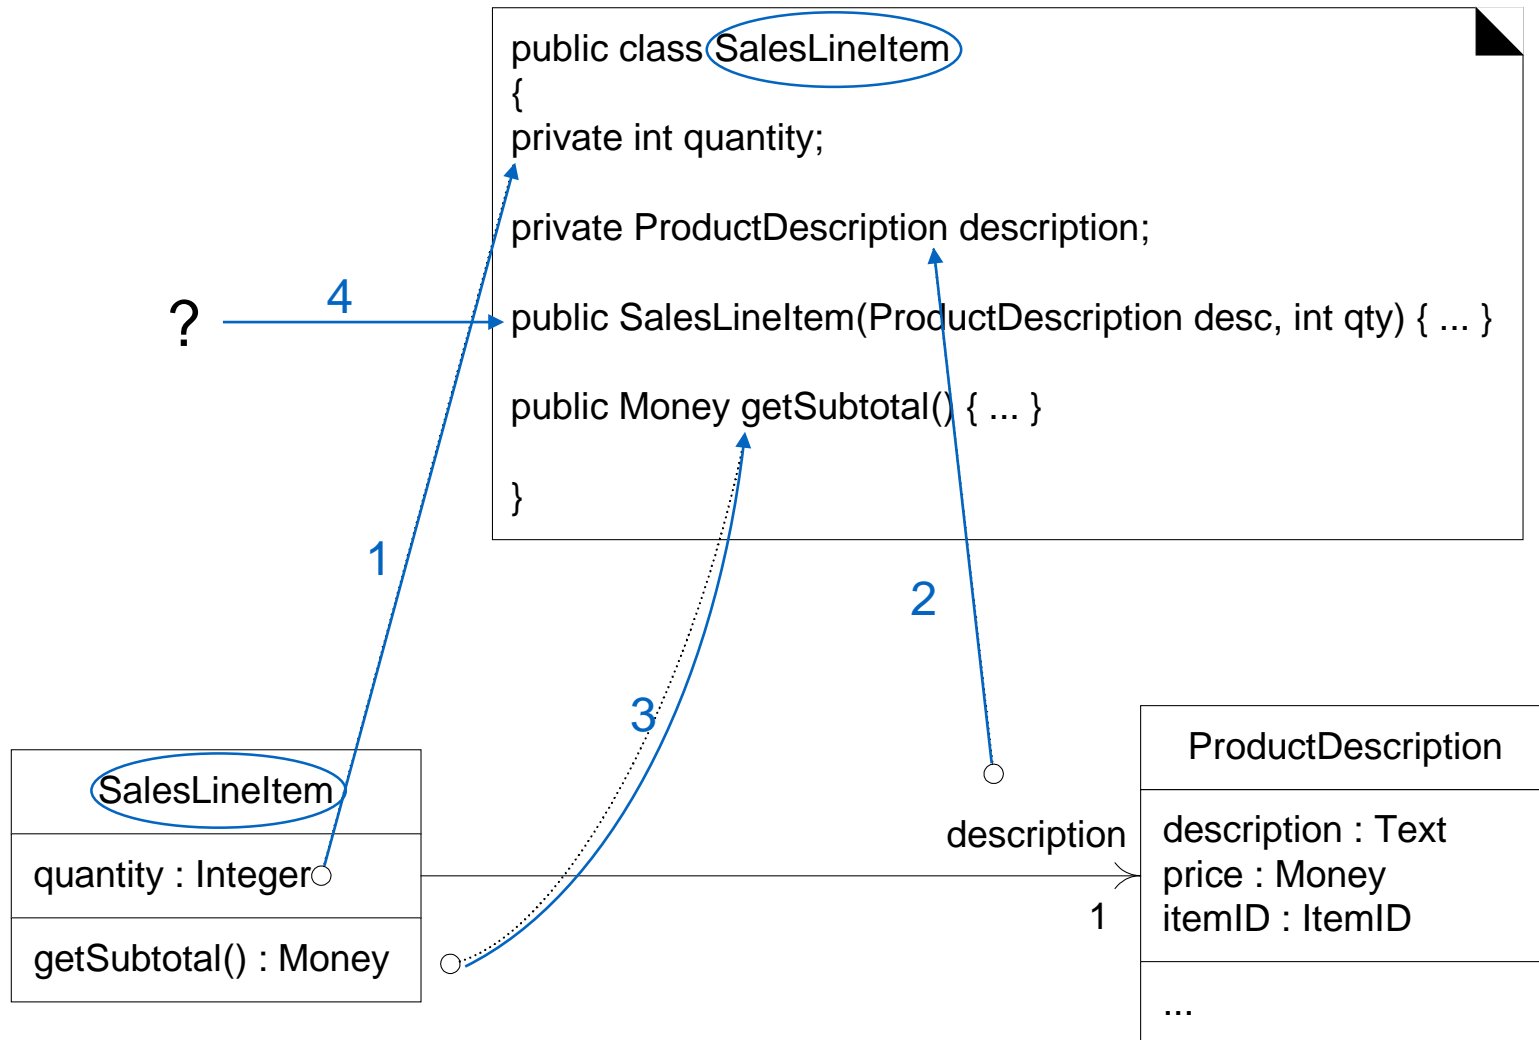 public class SalesLineItem
{
private int quantity;
private ProductDescription description;
? 4 public SalesLineItem(ProductDescription desc, int qty) { ... }
public Money getSubtotal() { ... }
}
1
2
3
SalesLineItem
quantity : Integer
getSubtotal() : Money
description
1
ProductDescription
description : Text
price : Money
itemID : ItemID
...